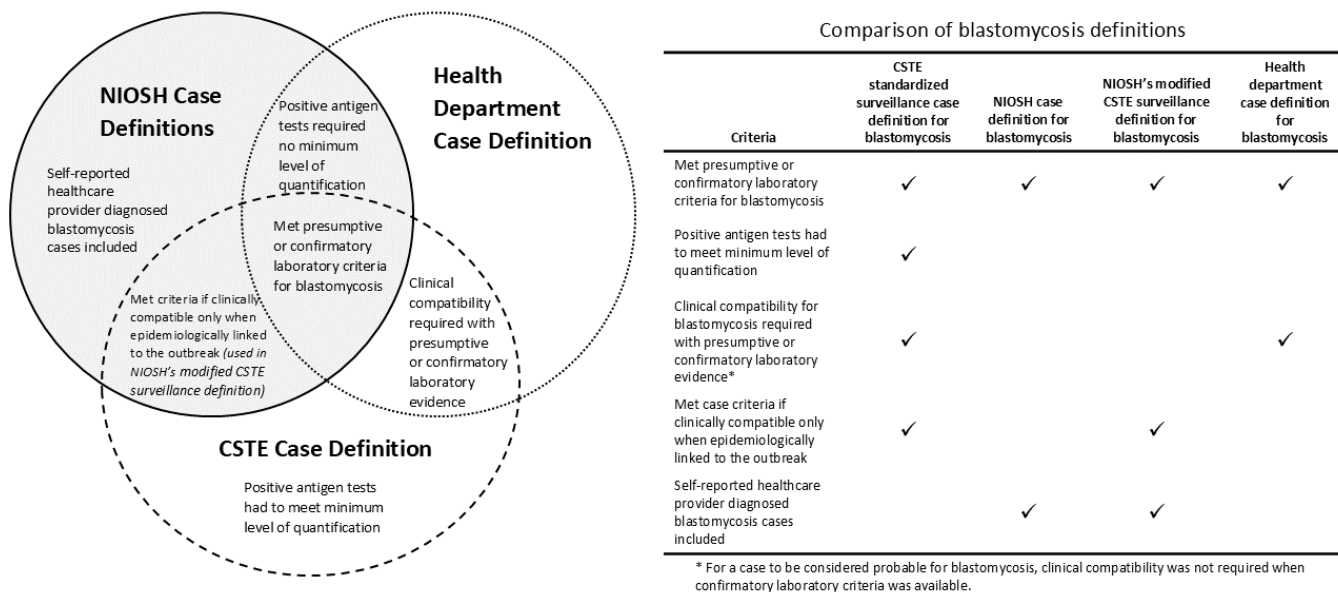 NIOSH Case
Definitions
Self-reported
healthcare
provider diagnosed
blastomycosis
cases included
Positive antigen
tests required
no minimum
level of
quantification
Health
Department
Case Definition
Met presumptive
or confirmatory
laboratory criteria
for blastomycosis
Met criteria if clinically
compatible only when
epidemiologically linked
to the outbreak (used in
NIOSH's modified CSTE
surveillance definition)
Clinical
compatibility
required with
presumptive
or confirmatory
laboratory
evidence
CSTE Case Definition
Positive antigen tests
had to meet minimum
level of quantification
Comparison of blastomycosis definitions
Criteria
CSTE
standardized
surveillance case
definition for
blastomycosis
NIOSH case
definition for
blastomycosis
NIOSH's modified
CSTE surveillance
definition for
blastomycosis
Health
department
case definition
for
blastomycosis
Met presumptive or
confirmatory laboratory
criteria for blastomycosis
✓ ✓ ✓ ✓
Positive antigen tests had
to meet minimum level of
quantification
✓
Clinical compatibility for
blastomycosis required
with presumptive or
confirmatory laboratory
evidence*
✓ ✓
Met case criteria if
clinically compatible only
when epidemiologically
linked to the outbreak
✓ ✓
Self-reported healthcare
provider diagnosed
blastomycosis cases
included
✓ ✓
* For a case to be considered probable for blastomycosis, clinical compatibility was not required when
confirmatory laboratory criteria was available.